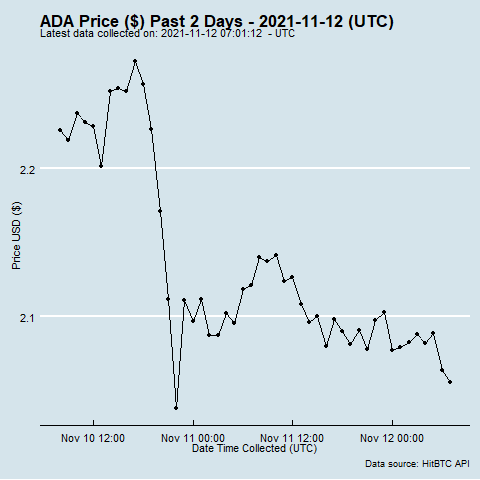 ADA Price ($) Past 2 Days - 2021-11-12 (UTC)
Latest data collected on: 2021-11-12 07:01:12 - UTC
Price USD ($)
2.2
2.1
Nov 10 12:00
Nov 11 00:00
Nov 11 12:00
Nov 12 00:00
Date Time Collected (UTC)
Data source: HitBTC API